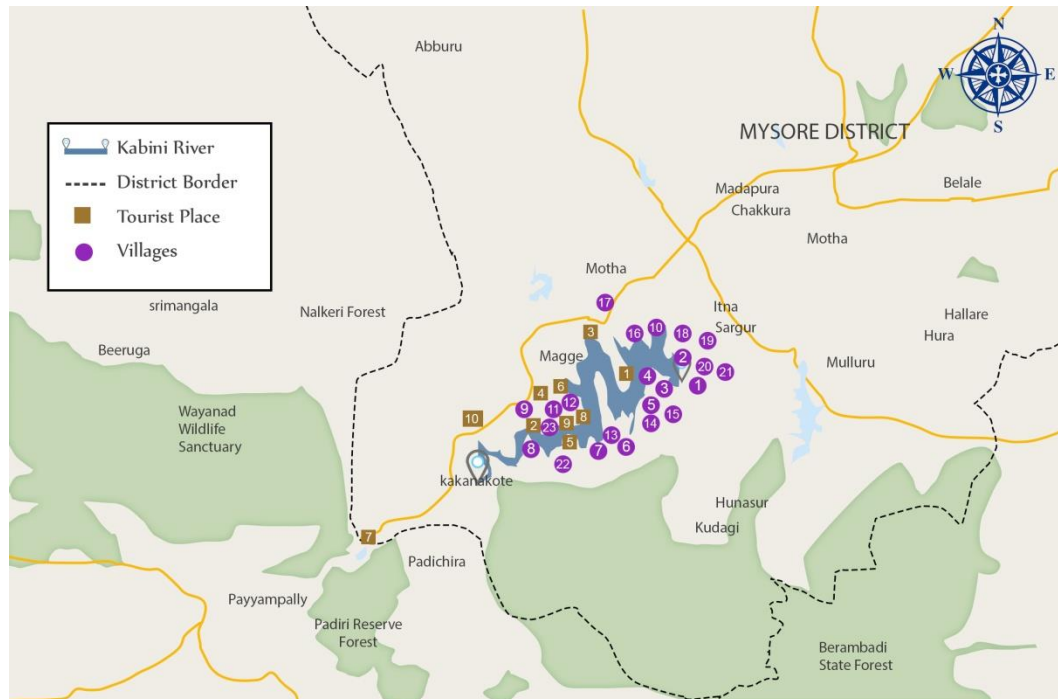 Abburu
N
W
E
S
MYSORE DISTRICT
Kabini River
District Border
Tourist Place
Villages
Madapura
Chakkura
Belale
Motha
Motha
srimangala
Nalkeri Forest
17
Itna
Sargur
Hallare
Hura
3
16
10
18
19
Beeruga
Magge
2
Mulluru
1
4
20
21
6
3
1
4
12
5
9
11
15
Wayanad
Wildlife
Sanctuary
10
8
2
23
9
14
13
5
6
8
7
22
kakanakote
Hunasur
Kudagi
7
Padichira
Payyampally
Padiri Reserve
Forest
Berambadi
State Forest